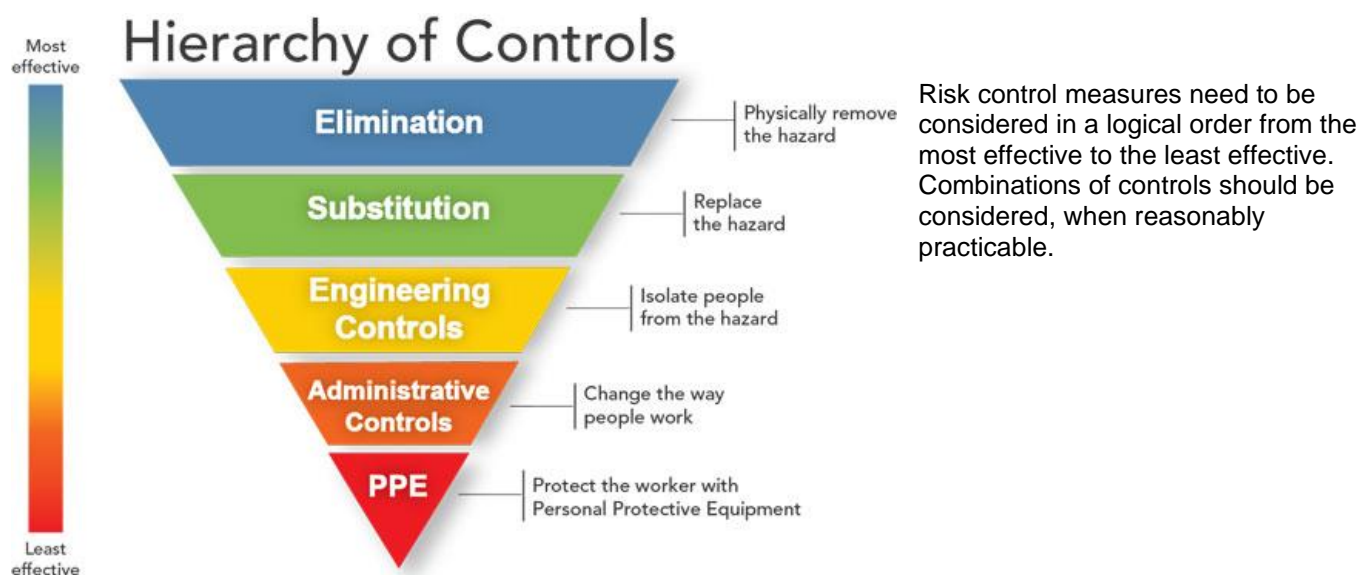 Hierarchy of Controls
Most
effective
Elimination
Physically remove
the hazard
Substitution
Replace
the hazard
Engineering
Controls
Isolate people
from the hazard
Administrative
Controls
Change the way
people work
PPE
Protect the worker with
Personal Protective Equipment
Least
effective
Risk control measures need to be
considered in a logical order from the
most effective to the least effective.
Combinations of controls should be
considered, when reasonably
practicable.